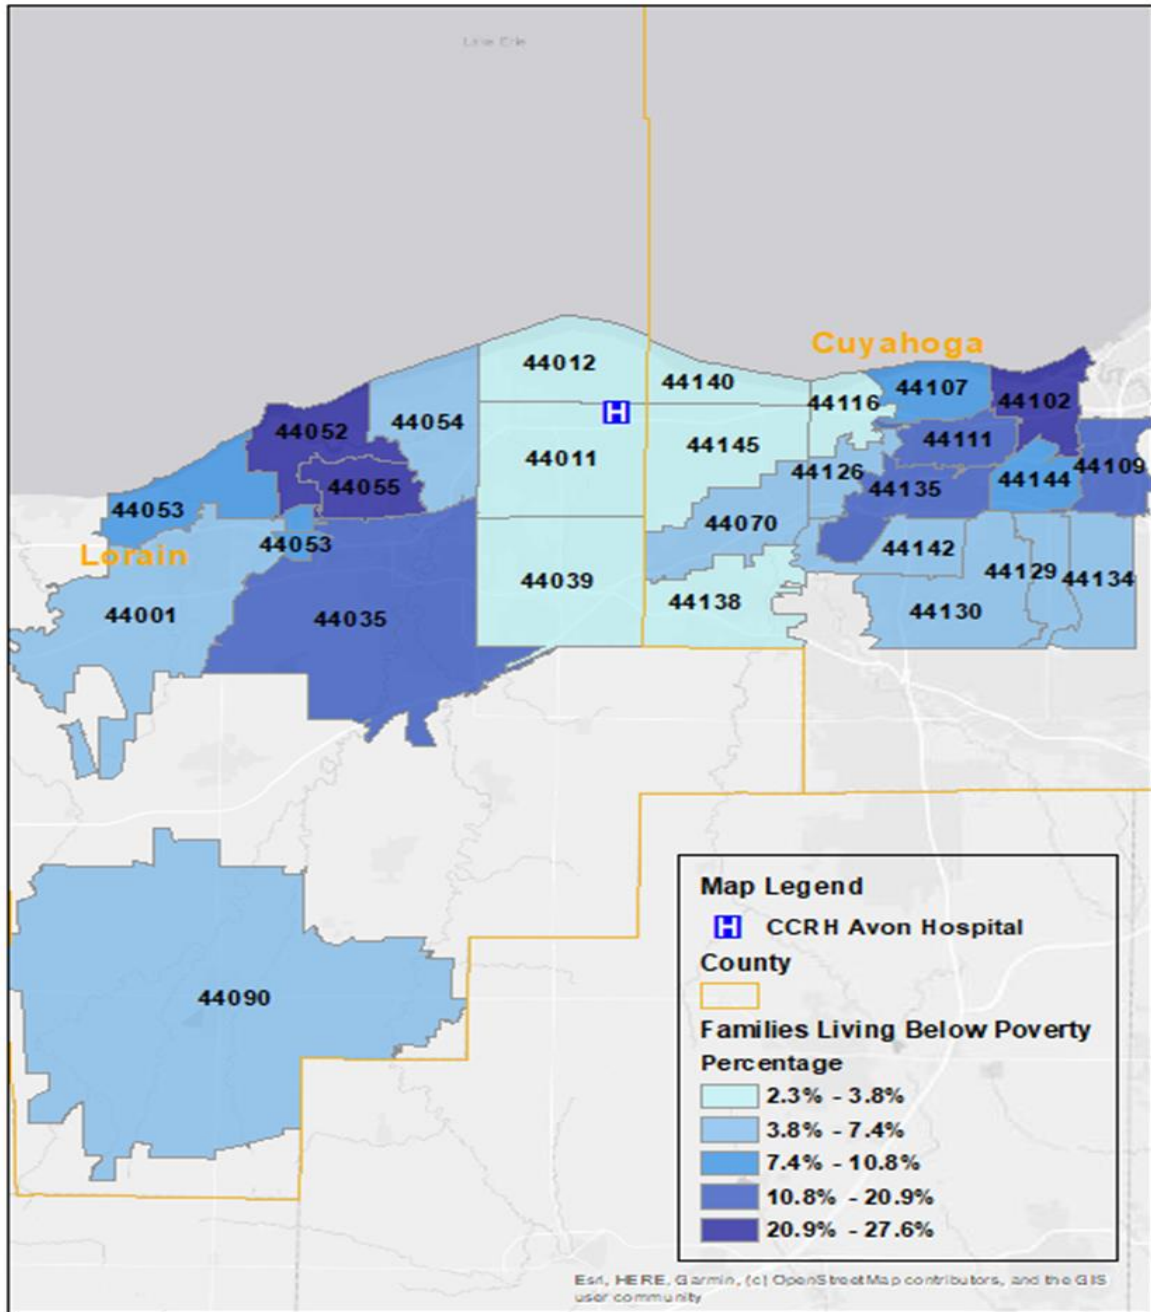 Lake Erie
Cuyahoga
44012
44140
44107
44116
44102
44052
44054
44111
44011
44145
44126
44109
44055
44144
44135
44053
44070
44053
44142
Lorain
44129
44134
44039
44138
44001
44035
44130
44090
Map Legend
H CCRH Avon Hospital
County
Families Living Below Poverty
Percentage
2.3% - 3.8%
3.8% - 7.4%
7.4% - 10.8%
10.8% - 20.9%
20.9% - 27.6%
H
Esri, HERE, Garmin, (c) OpenStreetMap contributors, and the GIS
user community